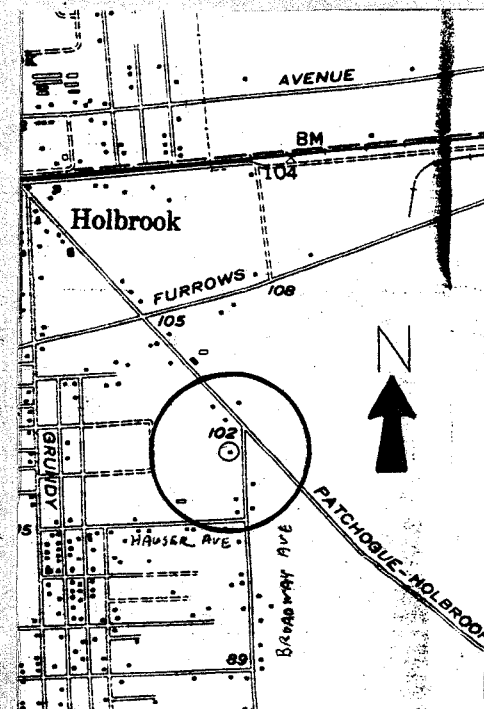 AVENUE
BM
104
Holbrook
FURROWS
108
105
N
102
GRUNDY
HAUSER AVE
BROADWAY AVE
PATCHOGUE-HOLBROOK
89